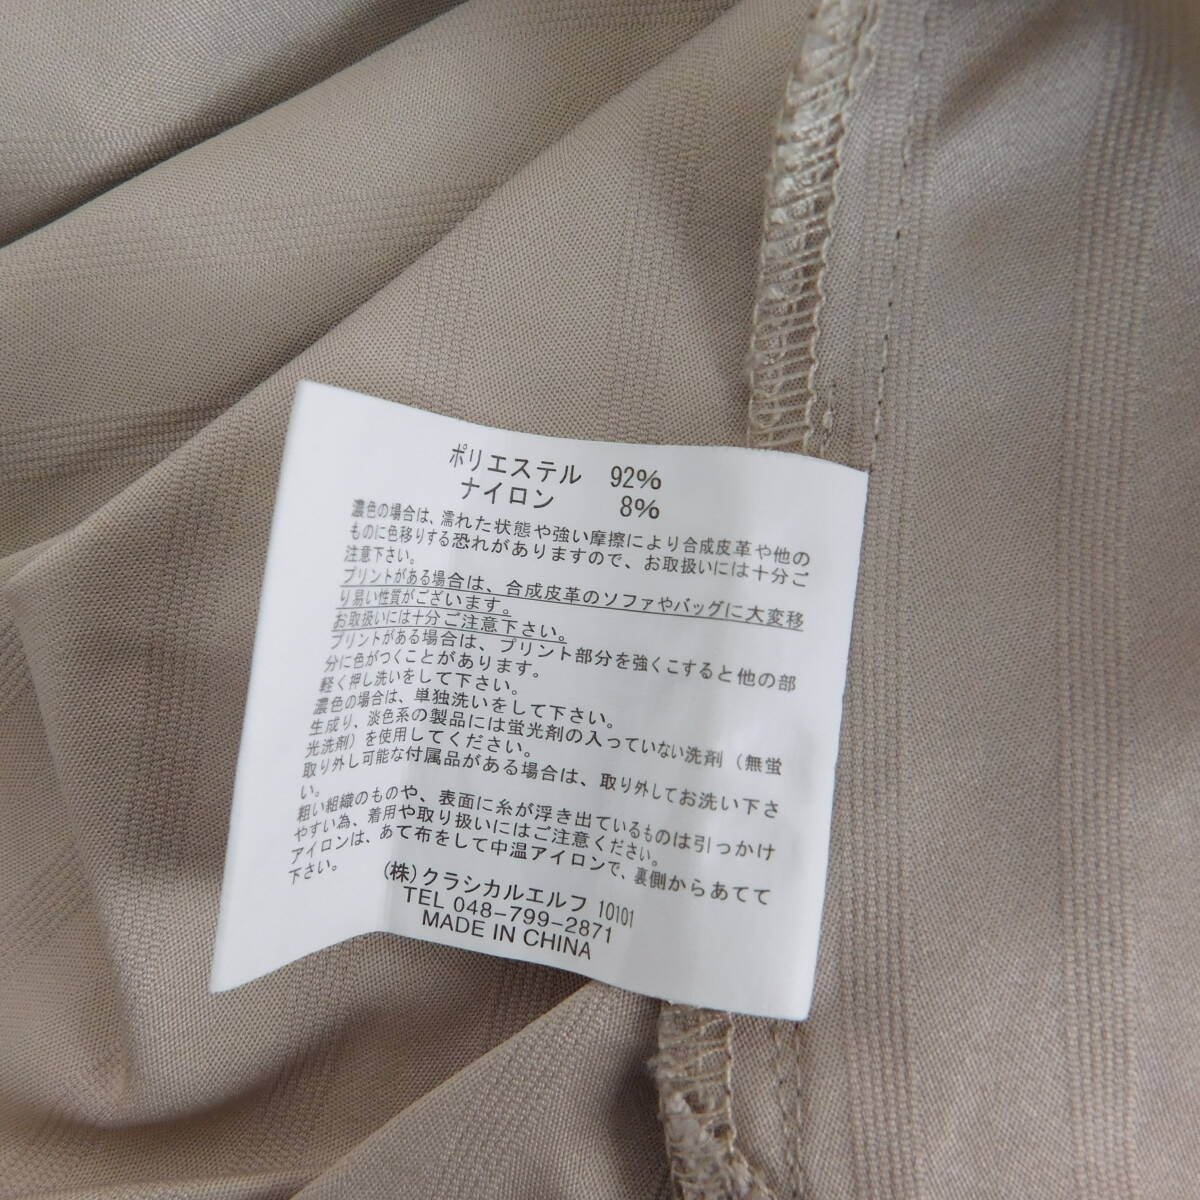 ポリエステル 92%
ナイロン 8%
濃色の場合は、濡れた状態や強い摩擦により合成皮革や他の
ものに色移りする恐れがありますので、お取扱いには十分ご
注意下さい。
プリントがある場合は、合成皮革のソファやバッグに大変移
り易い性質がございます。
お取扱いには十分ご注意下さい。
プリントがある場合は、プリント部分を強くこすると他の部
分に色がつくことがあります。
軽く押し洗いをして下さい。
濃色の場合は、単独洗いをして下さい。
生成り、淡色系の製品には蛍光剤の入っていない洗剤（無蛍
光洗剤）を使用してください。
取り外し可能な付属品がある場合は、取り外してお洗い下さ
い。
粗い組織のものや、表面に糸が浮き出ているものは引っかけ
やすい為、着用や取り扱いにはご注意ください。
アイロンは、あて布をして中温アイロンで、裏側からあてて
下さい。
(株)クラシカルエルフ 10101
TEL 048-799-2871
MADE IN CHINA